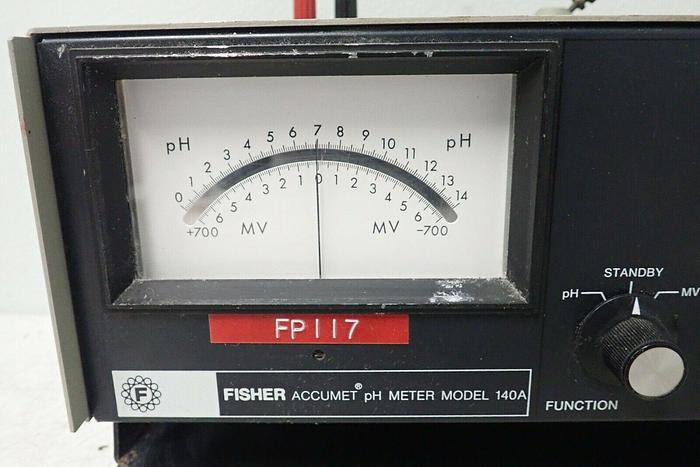 pH 0 1 2 3 4 5 6 7 8 9 10 11 12 13 14 pH
6 5 4 3 2 1 0 1 2 3 4 5 6
+700 MV MV -700
STANDBY
pH MV
FP117
F FISHER ACCUMET® pH METER MODEL 140A
FUNCTION